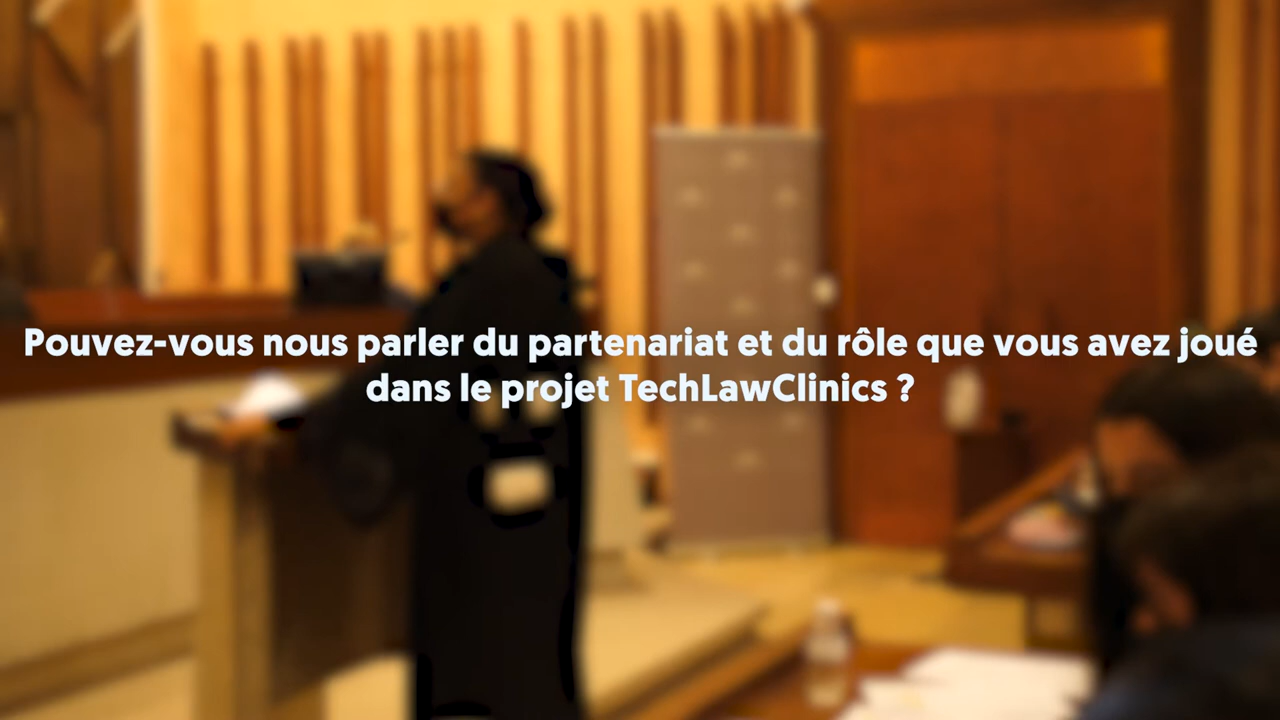 Pouvez-vous nous parler du partenariat et du rôle que vous avez joué
dans le projet TechLawClinics ?